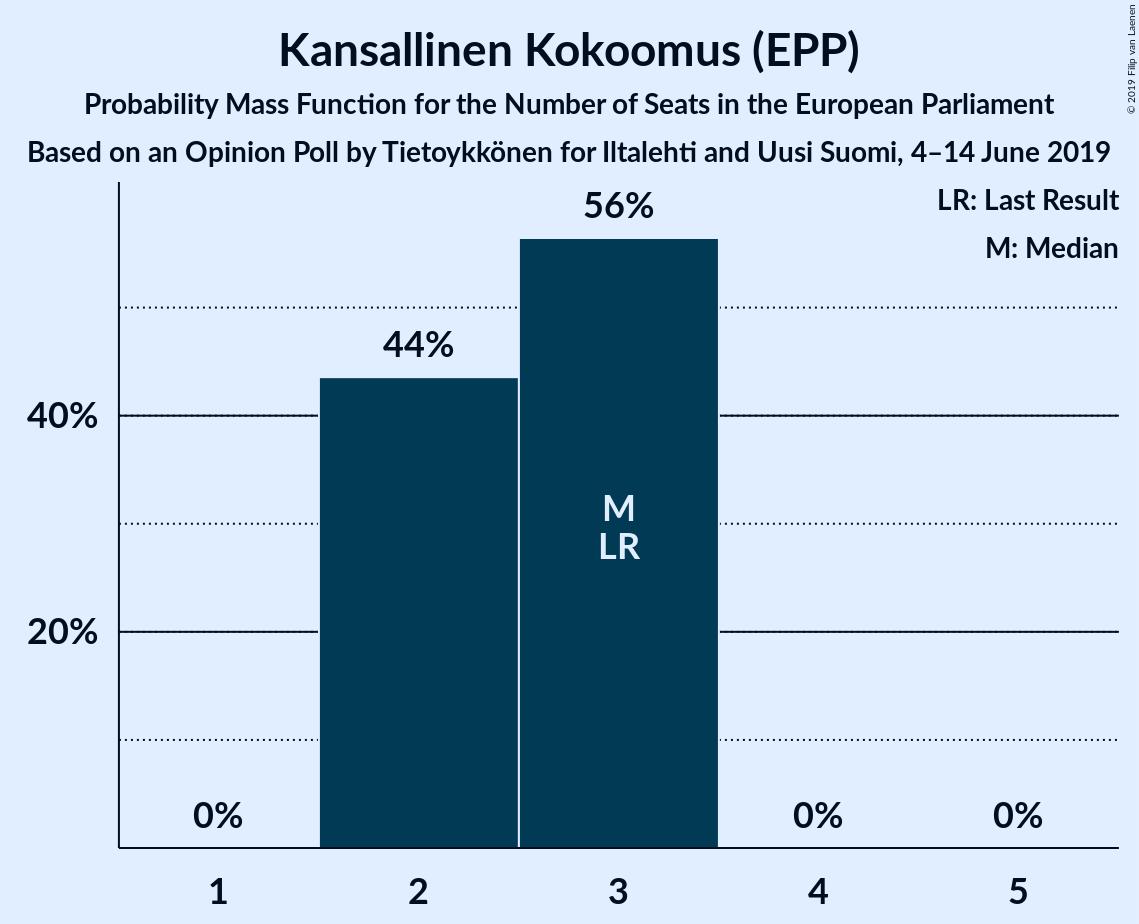 Kansallinen Kokoomus (EPP)
Probability Mass Function for the Number of Seats in the European Parliament
Based on an Opinion Poll by Tietoykkönen for Iltalehti and Uusi Suomi, 4–14 June 2019
© 2019 Filip van Laenen
LR: Last Result
M: Median
56%
44%
40%
M
LR
20%
0%
0%
0%
1
2
3
4
5